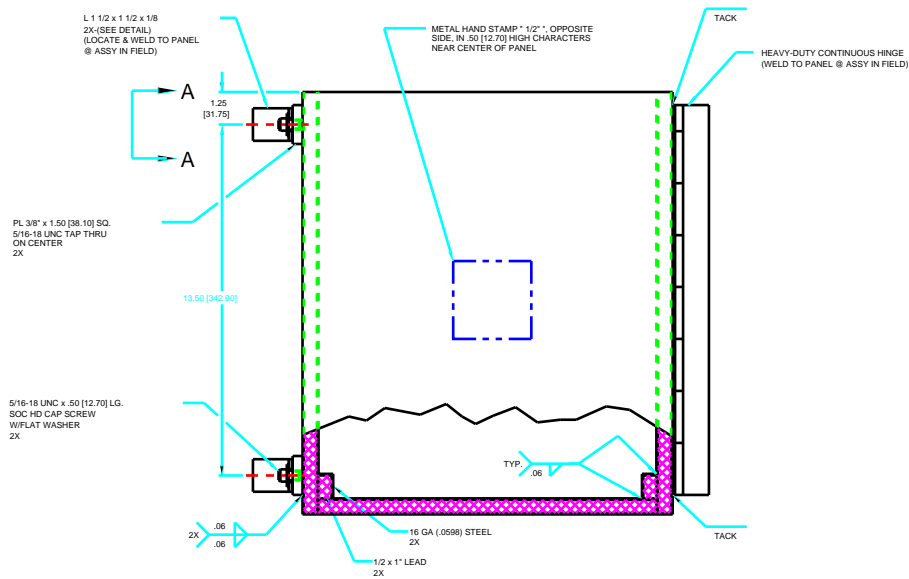 L 1 1/2 x 1 1/2 x 1/8
2X-(SEE DETAIL)
(LOCATE & WELD TO PANEL
@ ASSY IN FIELD)
METAL HAND STAMP " 1/2" ", OPPOSITE
SIDE, IN .50 [12.70] HIGH CHARACTERS
NEAR CENTER OF PANEL
TACK
HEAVY-DUTY CONTINUOUS HINGE
(WELD TO PANEL @ ASSY IN FIELD)
A
1.25
[31.75]
A
PL 3/8" x 1.50 [38.10] SQ.
5/16-18 UNC TAP THRU
ON CENTER
2X
13.50 [342.90]
5/16-18 UNC x .50 [12.70] LG.
SOC HD CAP SCREW
W/FLAT WASHER
2X
TYP.
.06
2X
.06
.06
16 GA (.0598) STEEL
2X
1/2 x 1" LEAD
2X
TACK